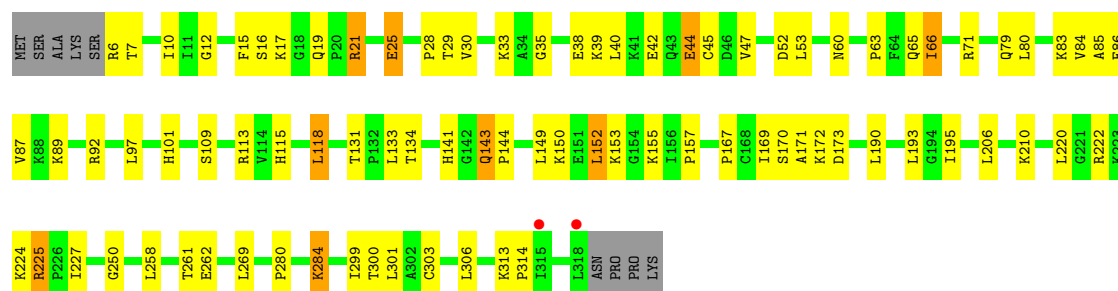 MET SER ALA LYS SER R6 T7 I10 I11 G12 F15 S16 K17 G18 Q19 P20 R21 E25 P28 T29 V30 K33 A34 G35 E38 K39 L40 K41 E42 Q43 E44 C45 D46 V47 D52 L53 N60 P63 F64 Q65 I66 R71 Q79 L80 K83 V84 A85
V87 K88 K89 R92 L97 H101 S109 R113 V114 H115 L118 T131 P132 L133 T134 H141 G142 Q143 P144 L149 K150 E151 L152 K153 G154 K155 I156 P157 P167 C168 I169 S170 A171 K172 D173 L190 L193 G194 I195 L206 K210 L220 G221 R222
K224 R225 P226 I227 G250 L258 T261 E262 L269 P280 K284 I299 T300 L301 A302 C303 L306 K313 P314 I315 L318 ASN PRO PRO LYS